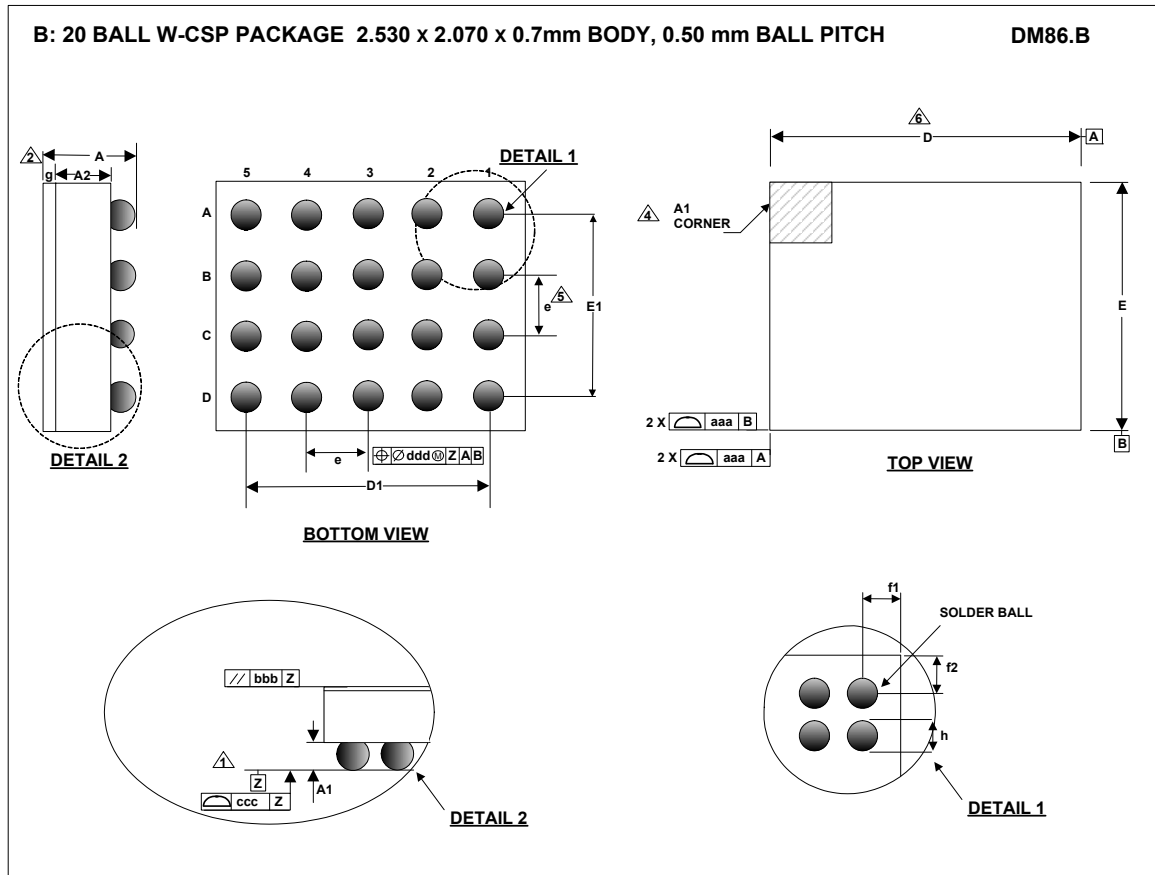 B: 20 BALL W-CSP PACKAGE 2.530 x 2.070 x 0.7mm BODY, 0.50 mm BALL PITCH DM86.B
2 A
g A2
DETAIL 2
5 4 3 2 1
DETAIL 1
A
B
C
D
e 5
E1
e
⌖ ∅ ddd Ⓜ Z A B
D1
BOTTOM VIEW
6
D
A
4 A1
CORNER
E
2 X ⌓ aaa B
B
2 X ⌓ aaa A
TOP VIEW
// bbb Z
1
Z
A1
⌓ ccc Z
DETAIL 2
f1
SOLDER BALL
f2
h
DETAIL 1